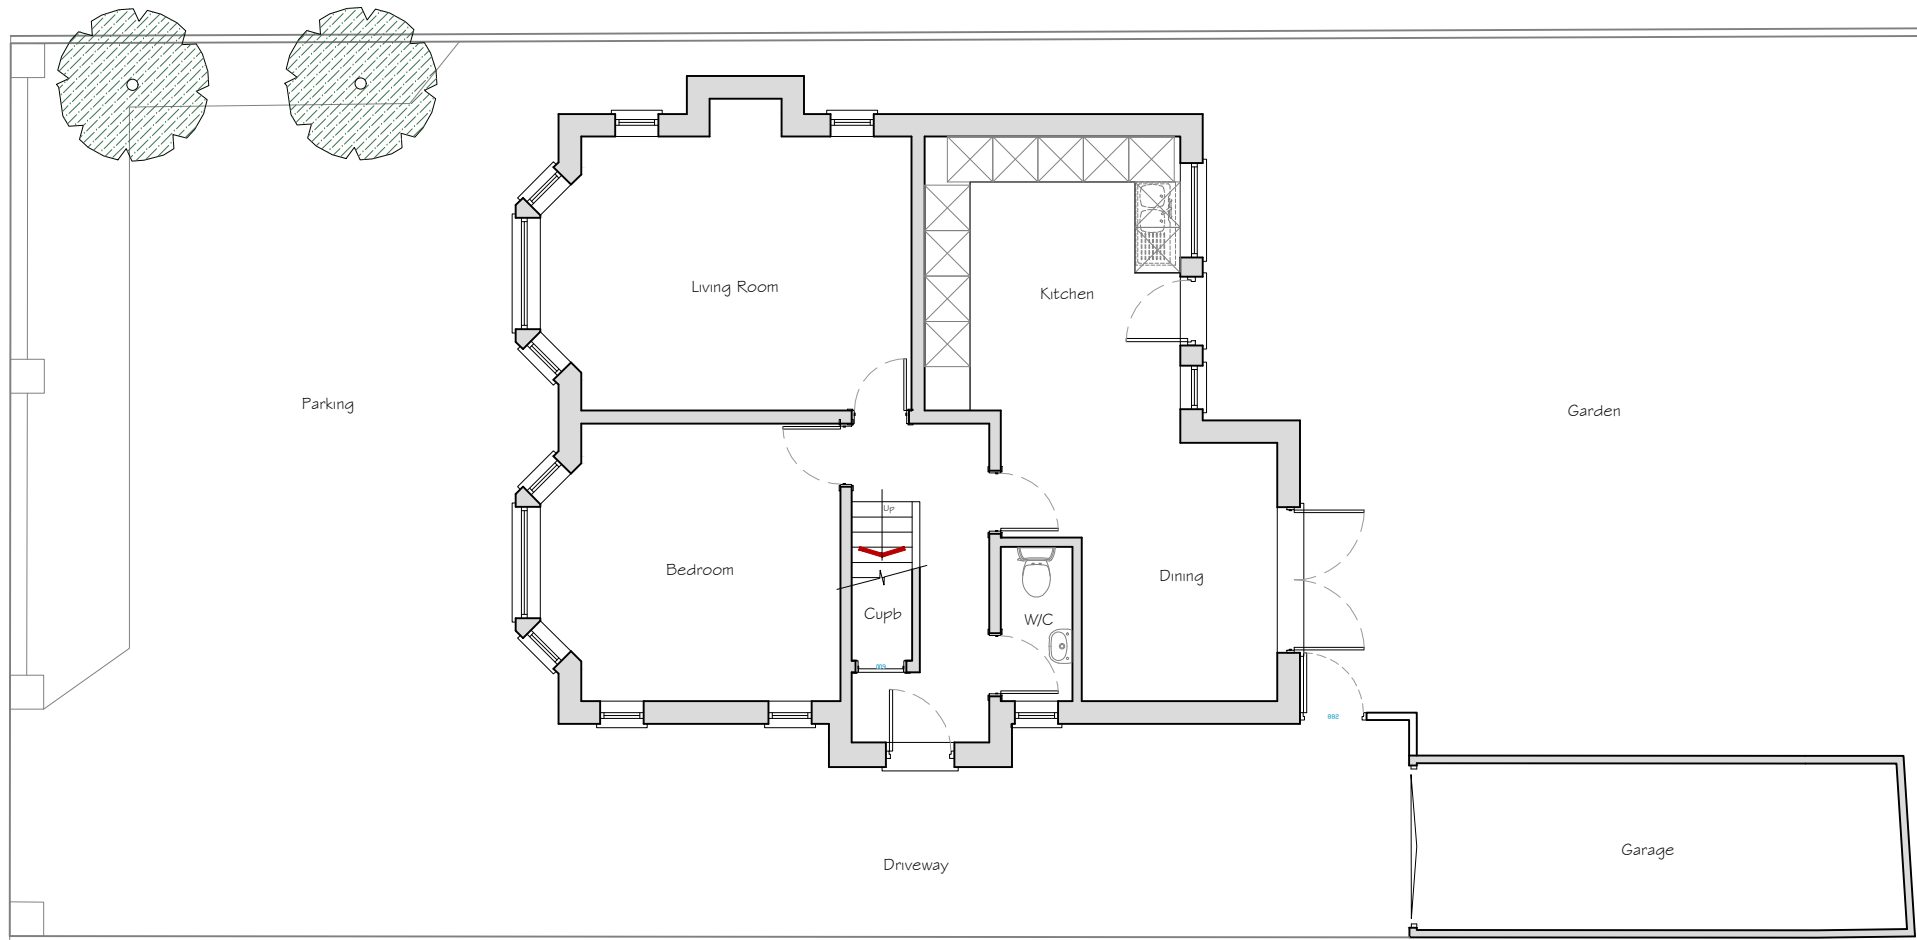 Living Room
Kitchen
Parking
Garden
Up
Bedroom
Dining
Cupb
W/C
Driveway
Garage